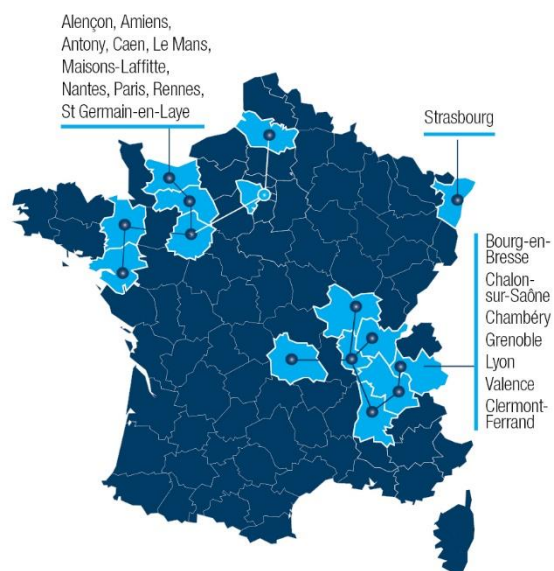 Alençon, Amiens,
Antony, Caen, Le Mans,
Maisons-Laffitte,
Nantes, Paris, Rennes,
St Germain-en-Laye
Strasbourg
Bourg-en-
Bresse
Chalon-
sur-Saône
Chambéry
Grenoble
Lyon
Valence
Clermont-
Ferrand